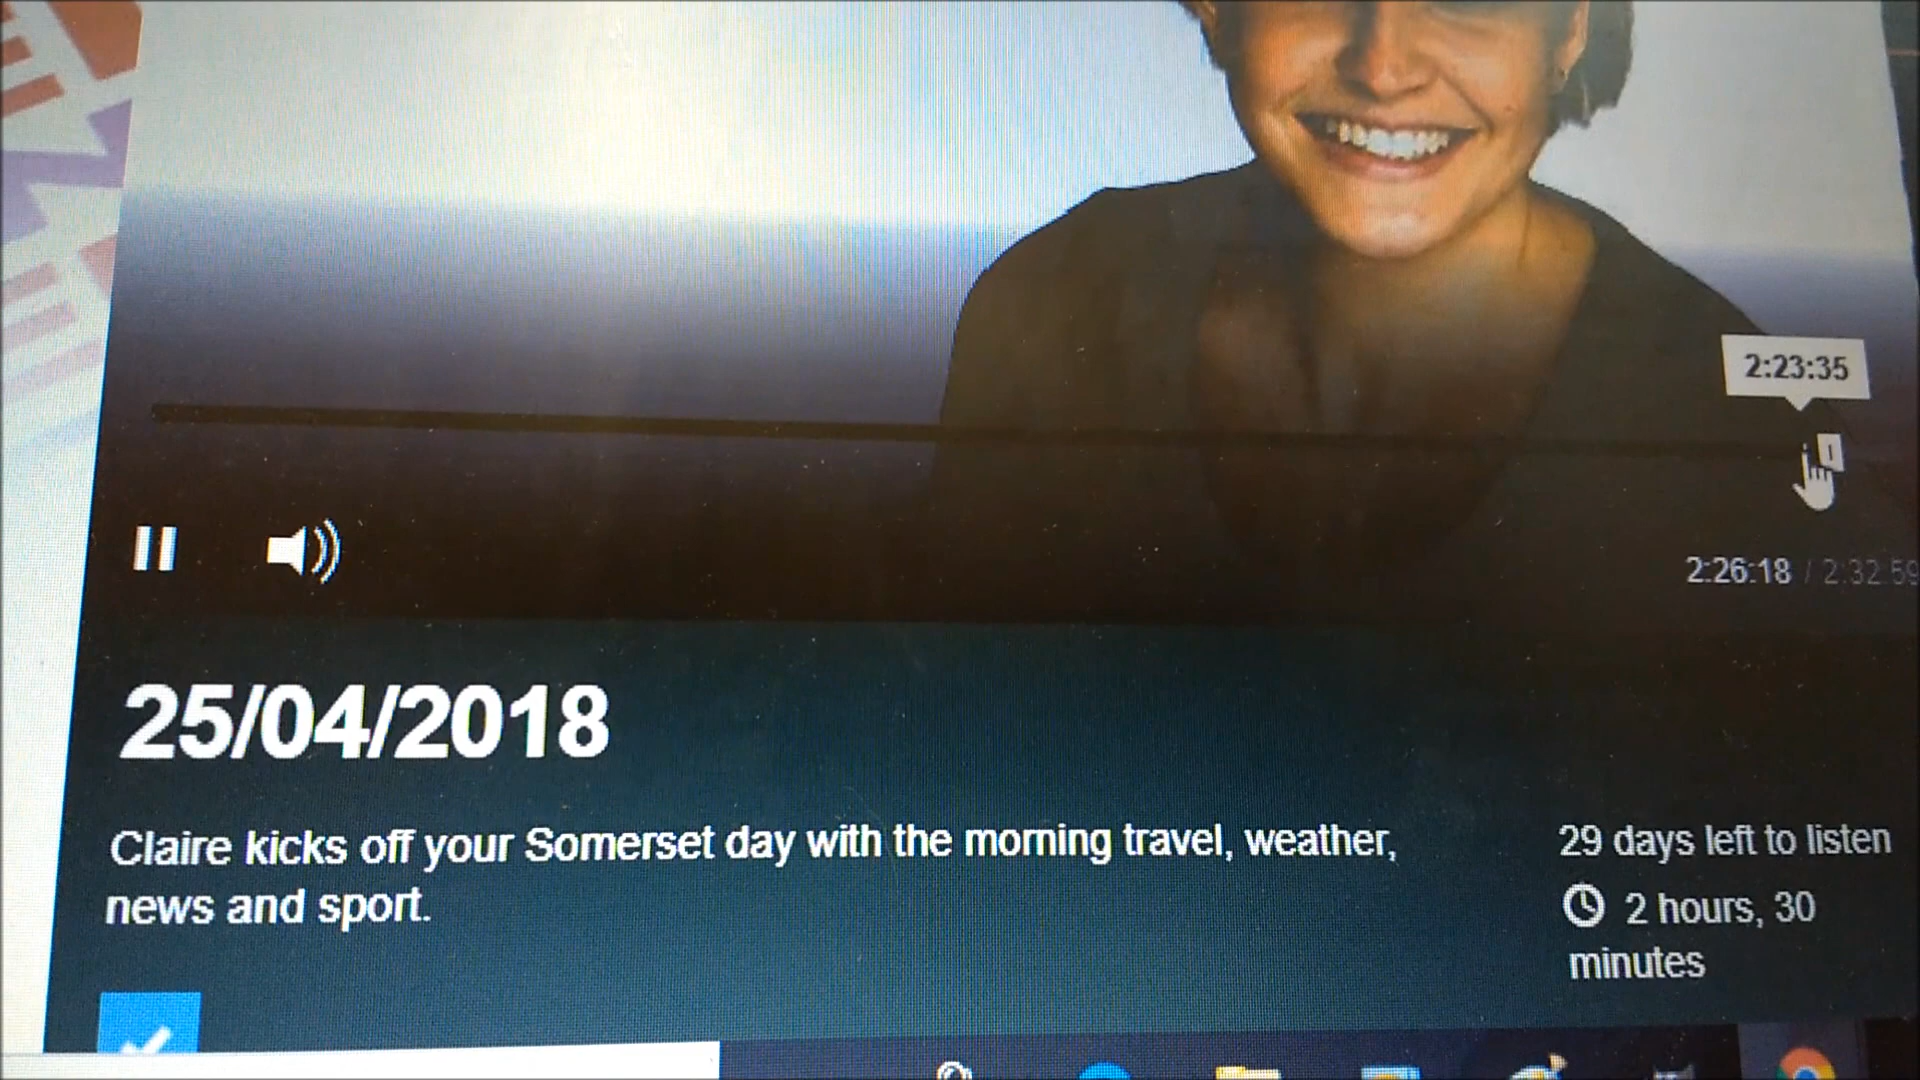 2:23:35
2:26:18 / 2:32:59
25/04/2018
Claire kicks off your Somerset day with the morning travel, weather,
news and sport.
29 days left to listen
2 hours, 30
minutes